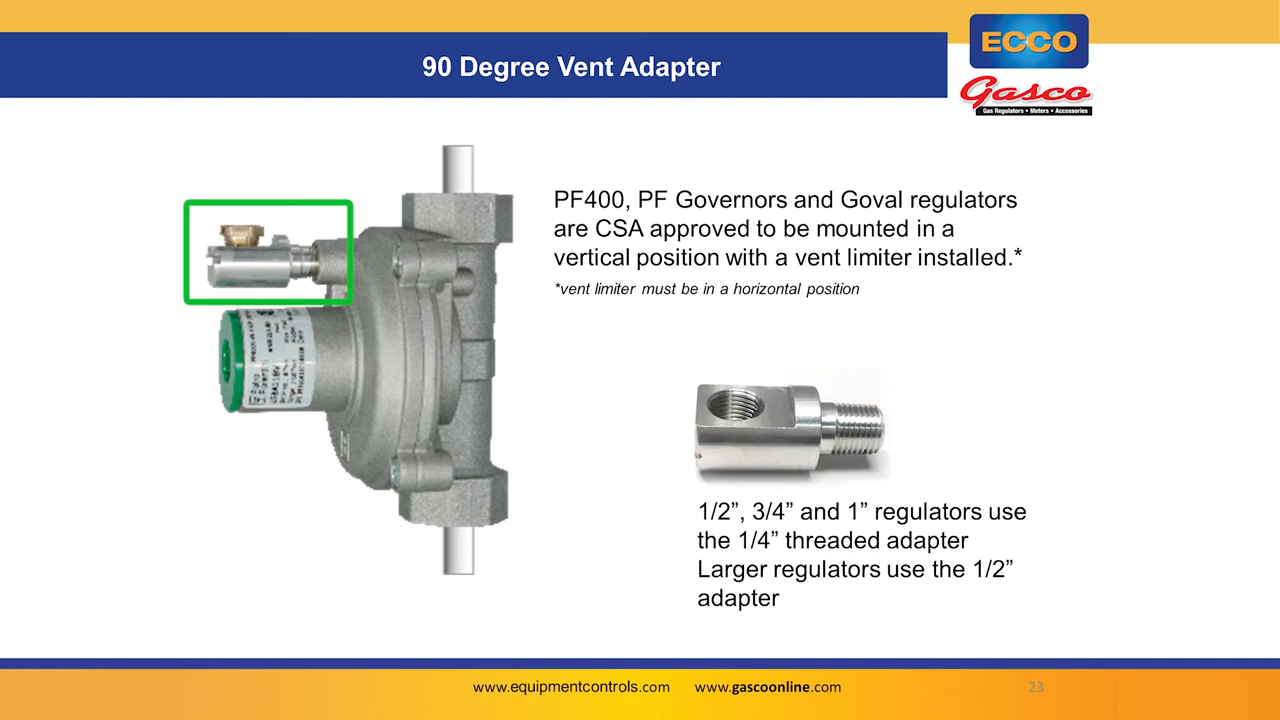 90 Degree Vent Adapter
ECCO
Gasco
Gas Regulators • Meters • Accessories
PF400, PF Governors and Goval regulators
are CSA approved to be mounted in a
vertical position with a vent limiter installed.*
*vent limiter must be in a horizontal position
1/2”, 3/4” and 1” regulators use
the 1/4” threaded adapter
Larger regulators use the 1/2”
adapter
www.equipmentcontrols.com www.gascoonline.com
23